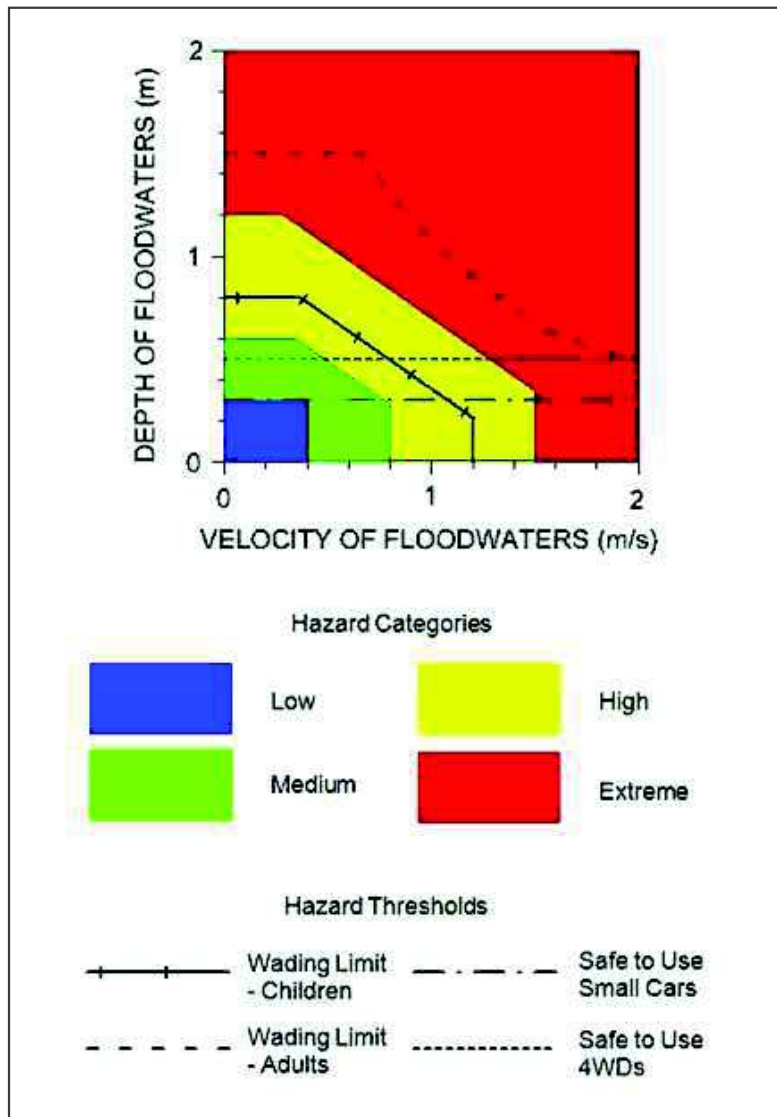 2
DEPTH OF FLOODWATERS (m)
1
0
0
1
2
VELOCITY OF FLOODWATERS (m/s)
Hazard Categories
Low
High
Medium
Extreme
Hazard Thresholds
Wading Limit
- Children
Safe to Use
Small Cars
Wading Limit
- Adults
Safe to Use
4WDs